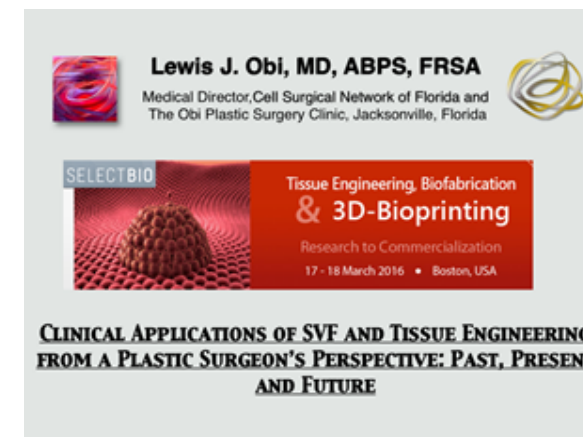 Lewis J. Obi, MD, ABPS, FRSA
Medical Director,Cell Surgical Network of Florida and
The Obi Plastic Surgery Clinic, Jacksonville, Florida
SELECTBIO
Tissue Engineering, Biofabrication
& 3D-Bioprinting
Research to Commercialization
17 - 18 March 2016 • Boston, USA
CLINICAL APPLICATIONS OF SVF AND TISSUE ENGINEERING
FROM A PLASTIC SURGEON'S PERSPECTIVE: PAST, PRESEN
AND FUTURE